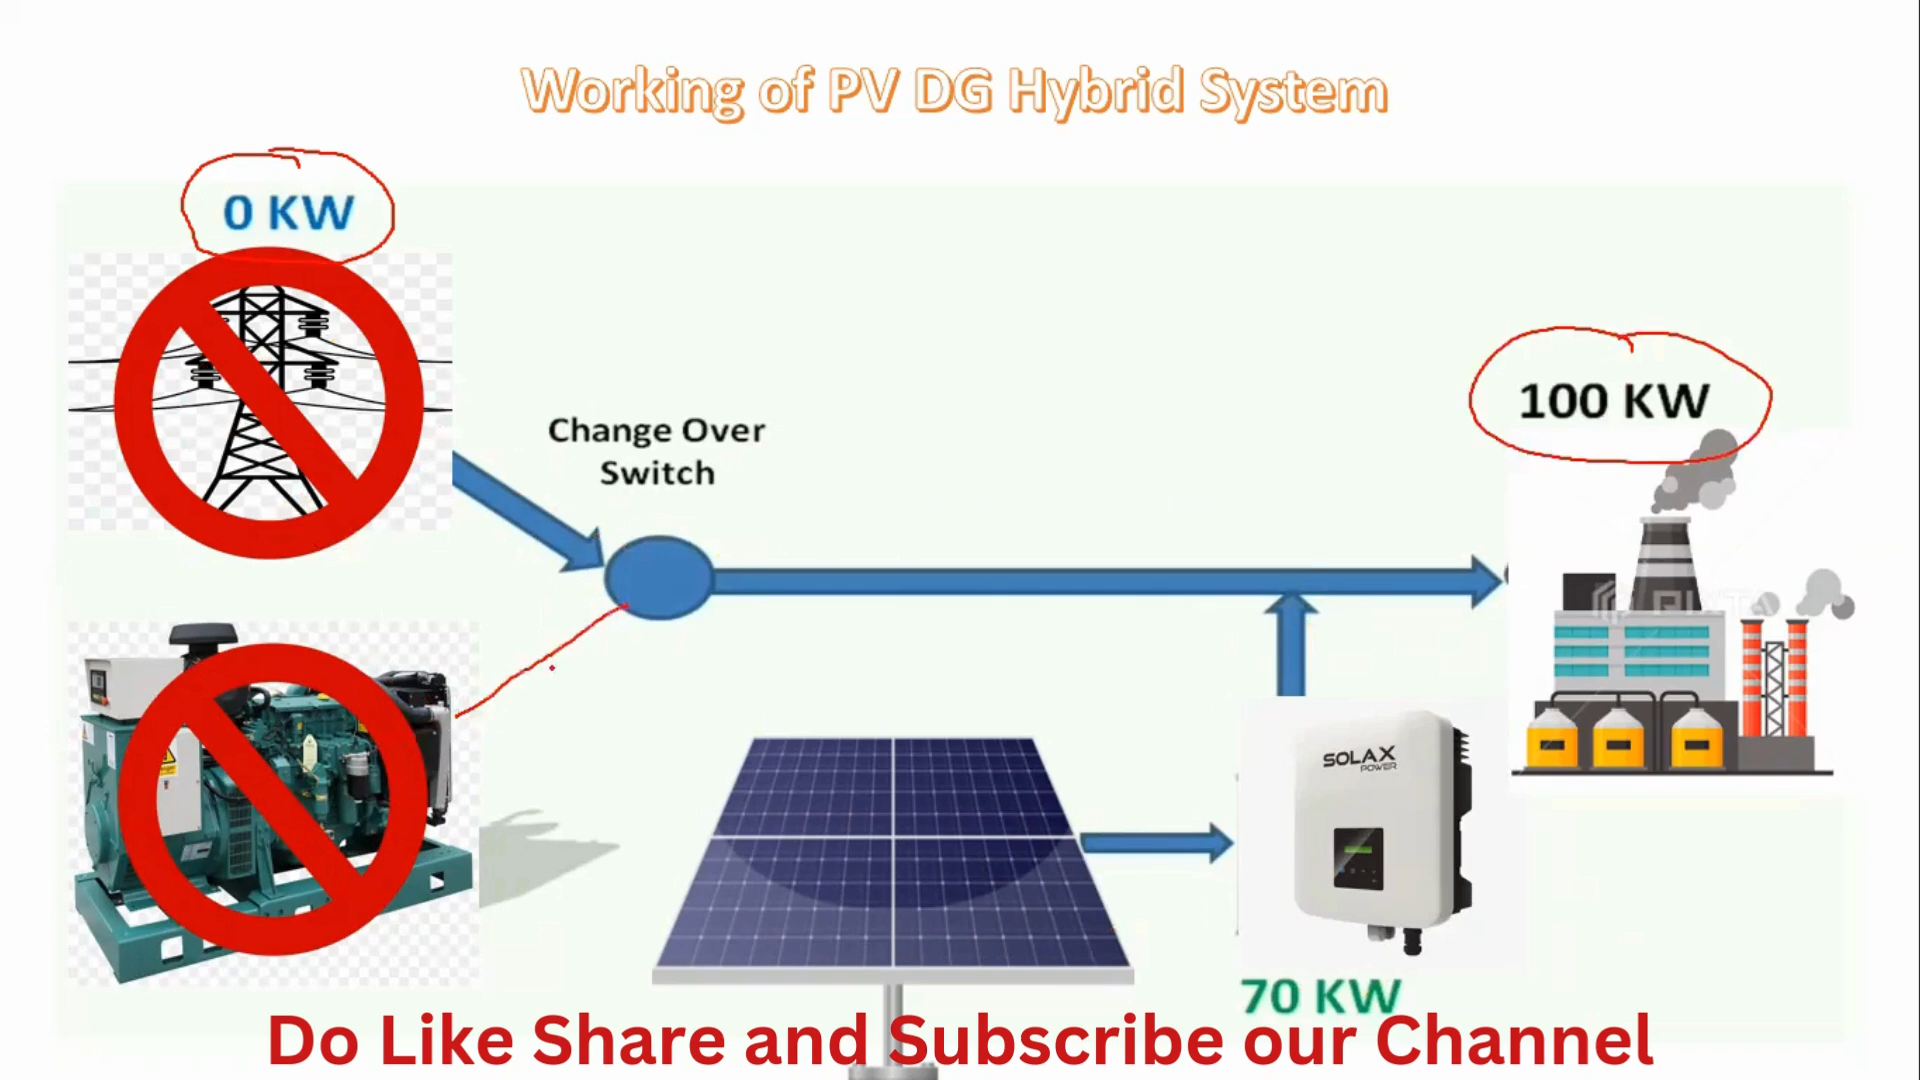 Working of PV DG Hybrid System
0 KW
100 KW
Change Over
Switch
SOLAX
POWER
70 KW
Do Like Share and Subscribe our Channel